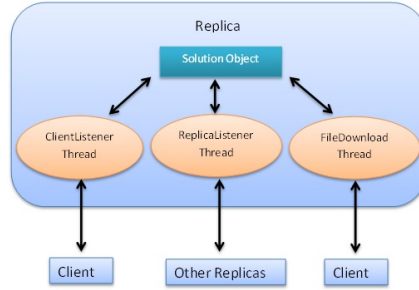 Replica
Solution Object
ClientListener
Thread
ReplicaListener
Thread
FileDownload
Thread
Client
Other Replicas
Client